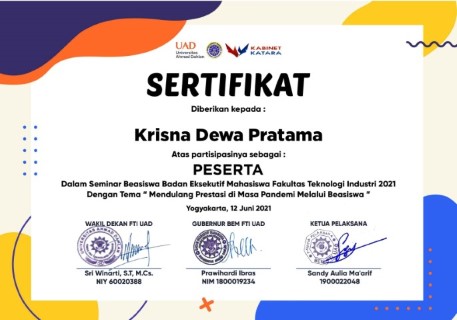 UAD
Universitas
Ahmad Dahlan
KABINET
KATARA
SERTIFIKAT
Diberikan kepada :
Krisna Dewa Pratama
Atas partisipasinya sebagai :
PESERTA
Dalam Seminar Beasiswa Badan Eksekutif Mahasiswa Fakultas Teknologi Industri 2021
Dengan Tema “ Mendulang Prestasi di Masa Pandemi Melalui Beasiswa ”
Yogyakarta, 12 Juni 2021
WAKIL DEKAN FTI UAD
GUBERNUR BEM FTI UAD
KETUA PELAKSANA
Sri Winarti, S.T, M.Cs.
NIY 60020388
Prawihardi Ibras
NIM 1800019234
Sandy Aulia Ma'arif
1900022048